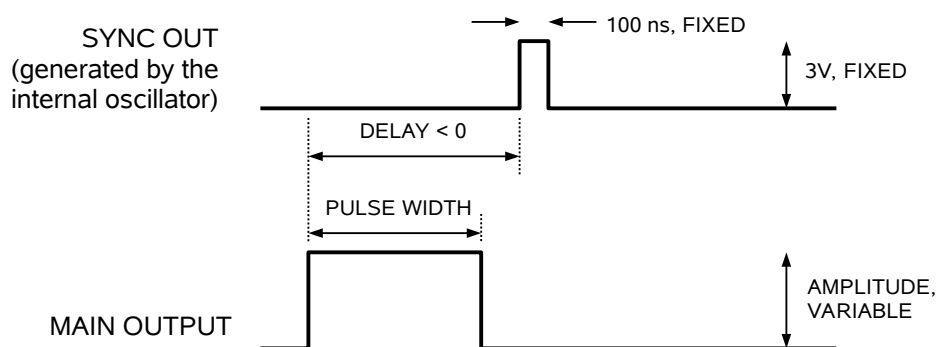 SYNC OUT
(generated by the
internal oscillator)
100 ns, FIXED
3V, FIXED
DELAY < 0
PULSE WIDTH
MAIN OUTPUT
AMPLITUDE,
VARIABLE